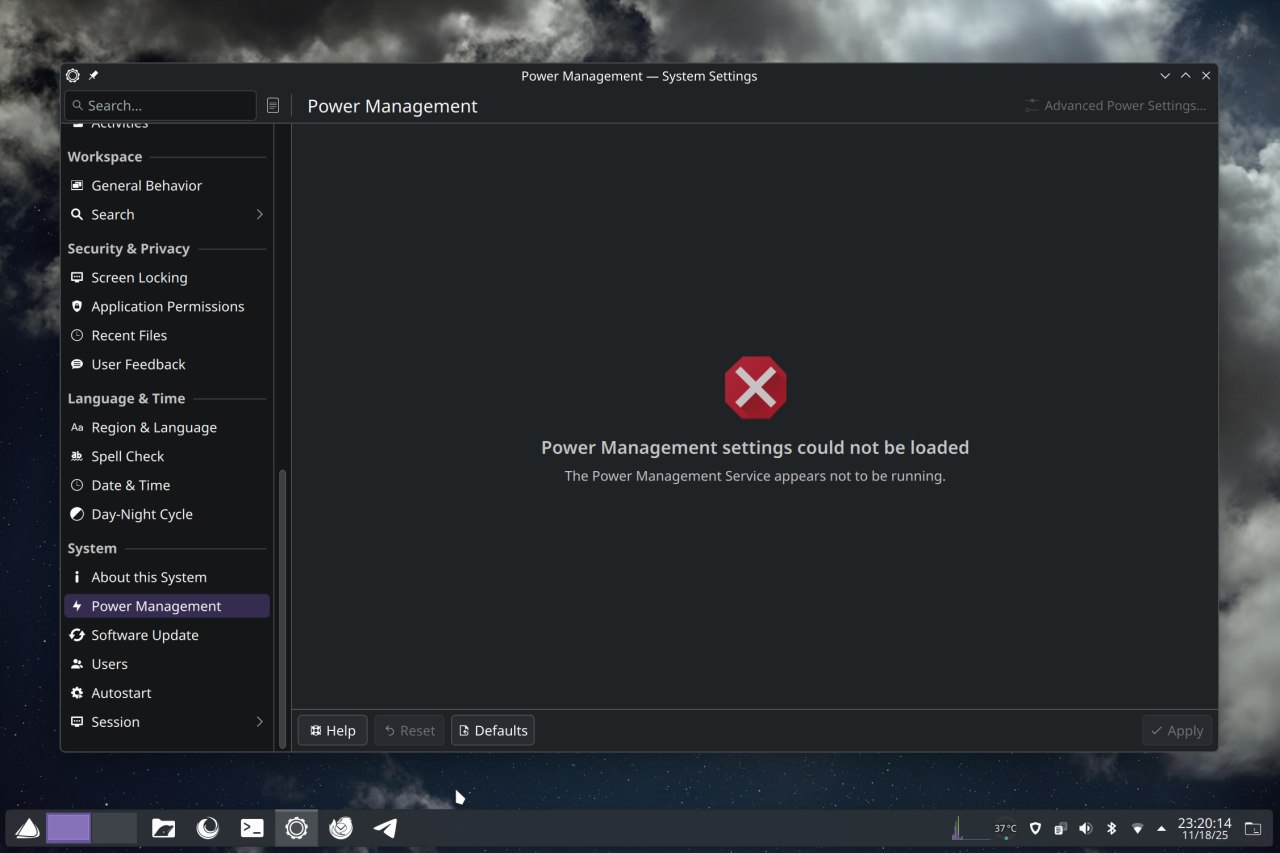 Power Management — System Settings
Search...
Power Management
Advanced Power Settings...
Activities
Workspace
General Behavior
Search
Security & Privacy
Screen Locking
Application Permissions
Recent Files
User Feedback
Language & Time
Aa Region & Language
Spell Check
Date & Time
Day-Night Cycle
System
About this System
Power Management
Software Update
Users
Autostart
Session
Power Management settings could not be loaded
The Power Management Service appears not to be running.
Help
Reset
Defaults
Apply
37°C
23:20:14
11/18/25